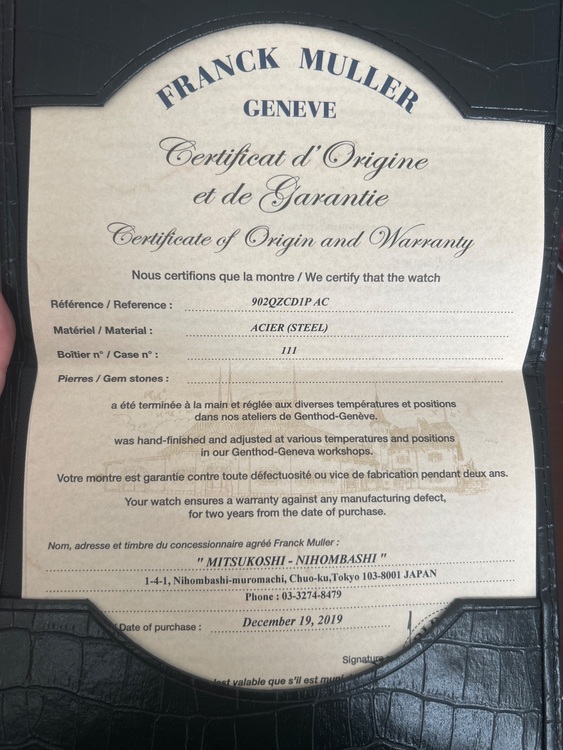 FRANCK MULLER
GENEVE
Certificat d'Origine
et de Garantie
Certificate of Origin and Warranty
Nous certifions que la montre / We certify that the watch
Référence / Reference : 902QZCD1P AC
Matériel / Material : ACIER (STEEL)
Boîtier n° / Case n° : 111
Pierres / Gem stones :
a été terminée à la main et réglée aux diverses températures et positions
dans nos ateliers de Genthod-Genève.
was hand-finished and adjusted at various temperatures and positions
in our Genthod-Geneva workshops.
Votre montre est garantie contre toute défectuosité ou vice de fabrication pendant deux ans.
Your watch ensures a warranty against any manufacturing defect,
for two years from the date of purchase.
Nom, adresse et timbre du concessionnaire agréé Franck Muller :
" MITSUKOSHI - NIHOMBASHI "
1-4-1, Nihombashi-muromachi, Chuo-ku,Tokyo 103-8001 JAPAN
Phone : 03-3274-8479
Date of purchase : December 19, 2019
Signature
est valable que s'il est